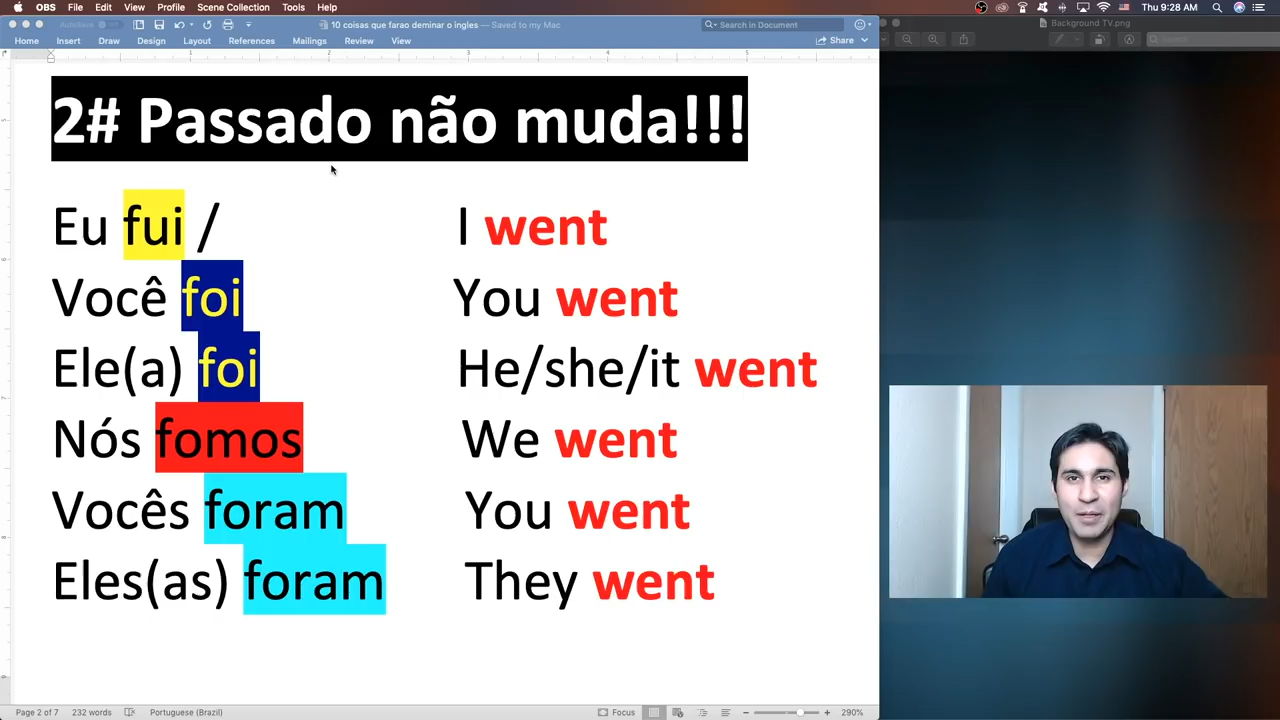 OBS File Edit View Profile Scene Collection Tools Help
Thu 9:28 AM
10 coisas que farao deminar o ingles — Saved to my Mac
Search in Document
Background TV.png
Home Insert Draw Design Layout References Mailings Review View
Share
2# Passado não muda!!!
Eu fui / I went
Você foi You went
Ele(a) foi He/she/it went
Nós fomos We went
Vocês foram You went
Eles(as) foram They went
Page 2 of 7 232 words Portuguese (Brazil) Focus 290%